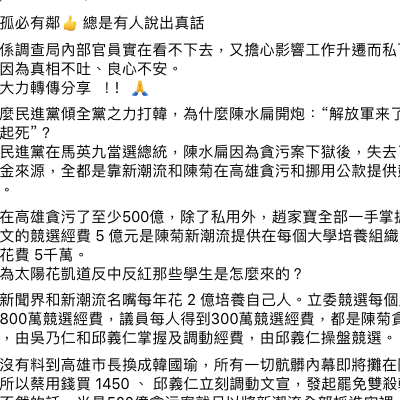 孤必有鄰👍 總是有人說出真話
係調查局內部官員實在看不下去，又擔心影響工作升遷而私
因為真相不吐、良心不安。
大力轉傳分享 ！！ 🙏
麼民進黨傾全黨之力打韓，為什麼陳水扁開炮：“解放軍来了
起死”？
民進黨在馬英九當選總統，陳水扁因為貪污案下獄後，失去
金來源，全都是靠新潮流和陳菊在高雄貪污和挪用公款提供
。
在高雄貪污了至少500億，除了私用外，趙家寶全部一手掌
文的競選經費 5 億元是陳菊新潮流提供在每個大學培養組織
花費 5千萬。
為太陽花凱道反中反紅那些學生是怎麼來的？
新聞界和新潮流名嘴每年花 2 億培養自己人。立委競選每個
800萬競選經費，議員每人得到300萬競選經費，都是陳菊
，由吳乃仁和邱義仁掌握及調動經費，由邱義仁操盤競選。
沒有料到高雄市長換成韓國瑜，所有一切骯髒內幕即將攤在
所以蔡用錢買 1450 、 邱義仁立刻調動文宣，發起罷免雙殺